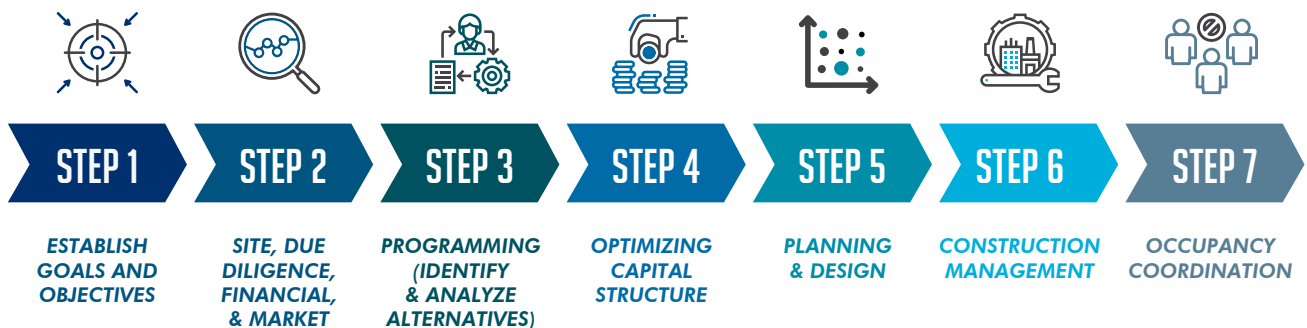 STEP 1
STEP 2
STEP 3
STEP 4
STEP 5
STEP 6
STEP 7
ESTABLISH
GOALS AND
OBJECTIVES
SITE, DUE
DILIGENCE,
FINANCIAL,
& MARKET
PROGRAMMING
(IDENTIFY
& ANALYZE
ALTERNATIVES)
OPTIMIZING
CAPITAL
STRUCTURE
PLANNING
& DESIGN
CONSTRUCTION
MANAGEMENT
OCCUPANCY
COORDINATION